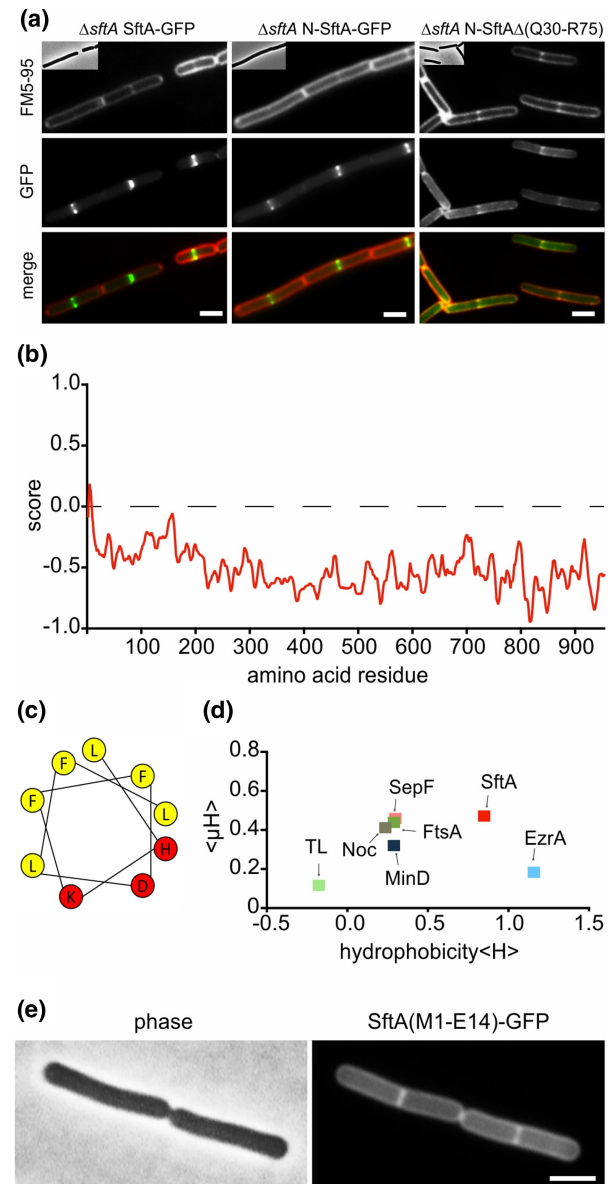 (a)
ΔsftA SftA-GFP ΔsftA N-SftA-GFP ΔsftA N-SftAΔ(Q30-R75)
FM5-95
GFP
merge
(b)
1.0
0.5
0.0
-0.5
-1.0
score
100 200 300 400 500 600 700 800 900
amino acid residue
(c)
L
F
F
F
L
H
L
D
K
(d)
0.8
0.6
0.4
0.2
0
<μH>
SepF
SftA
Noc
FtsA
EzrA
TL
MinD
-0.5 0.0 0.5 1.0 1.5
hydrophobicity<H>
(e)
phase SftA(M1-E14)-GFP